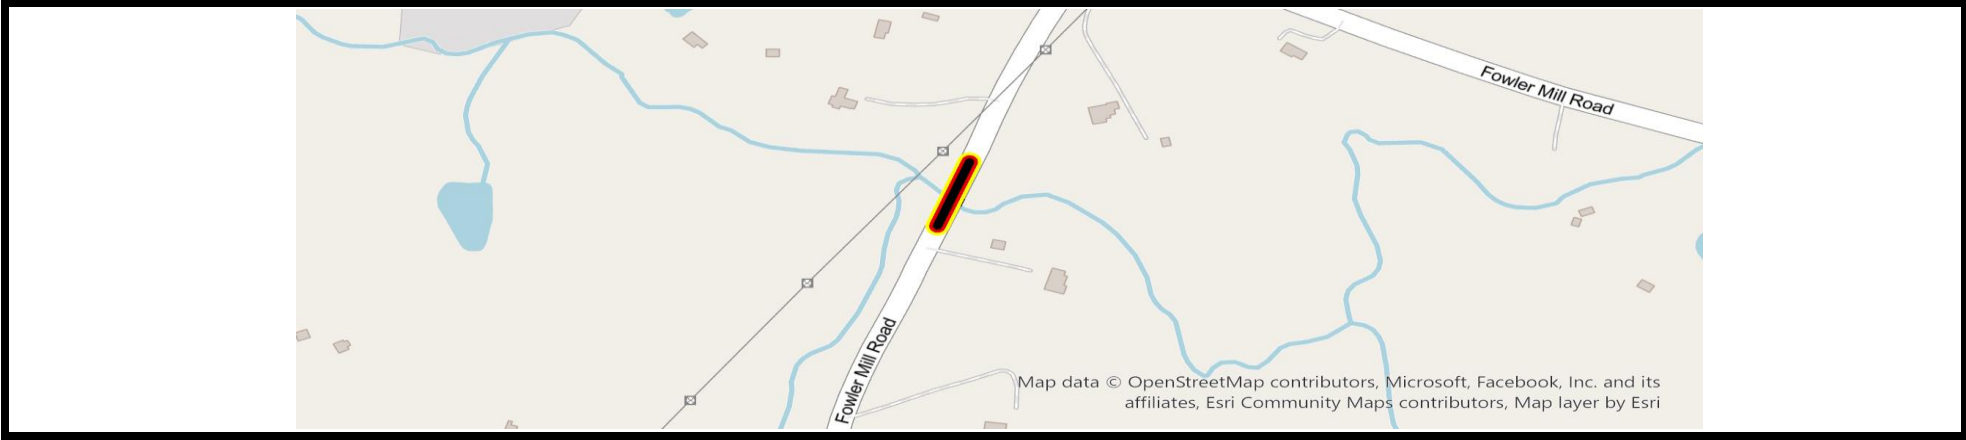 Fowler Mill Road
Fowler Mill Road
Map data © OpenStreetMap contributors, Microsoft, Facebook, Inc. and its
affiliates, Esri Community Maps contributors, Map layer by Esri